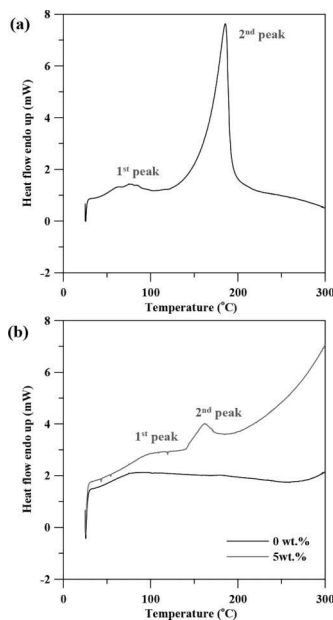 (a)
8
6
4
2
0
-2
Heat flow endo up (mW)
1st peak
2nd peak
0 100 200 300
Temperature (°C)
(b)
8
6
4
2
0
-2
Heat flow endo up (mW)
1st peak
2nd peak
0 wt.%
5wt.%
0 100 200 300
Temperature (°C)